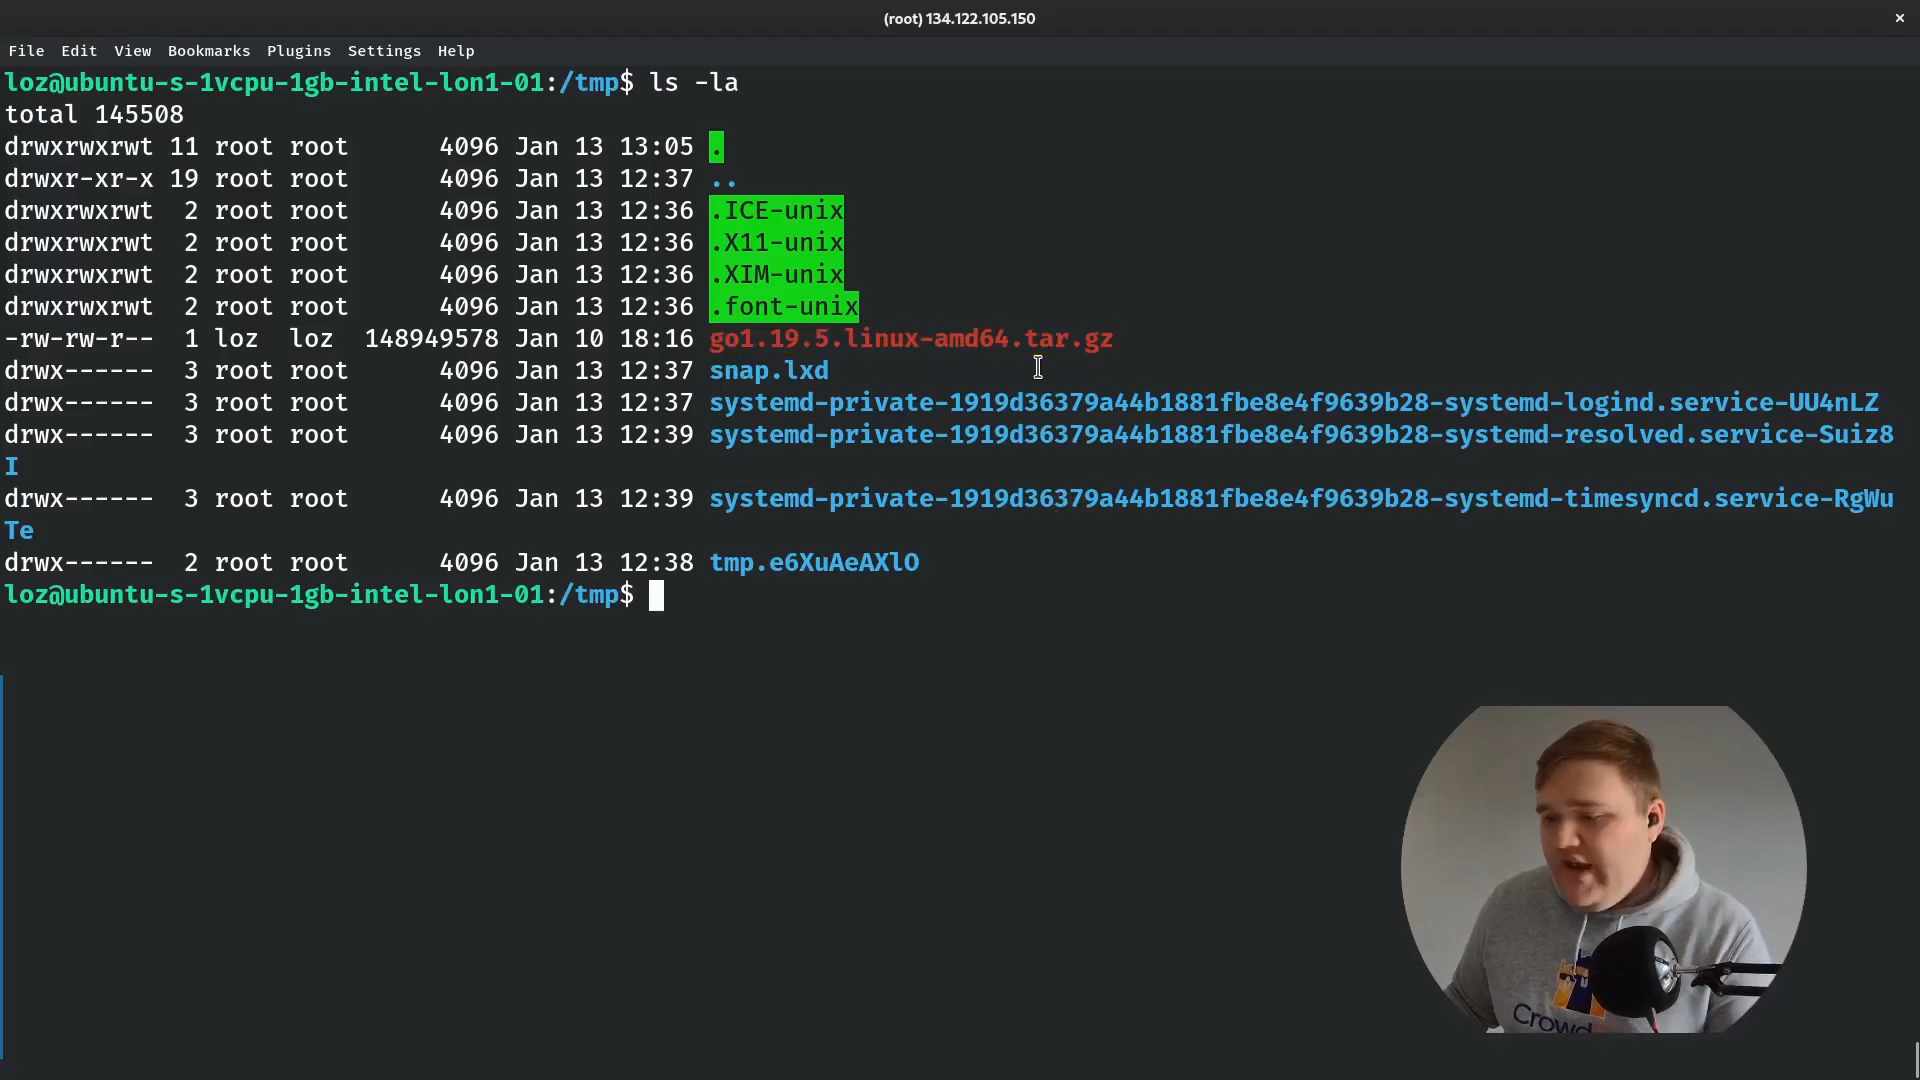 (root) 134.122.105.150
×
File Edit View Bookmarks Plugins Settings Help
loz@ubuntu-s-1vcpu-1gb-intel-lon1-01:/tmp$ ls -la
total 145508
drwxrwxrwt 11 root root      4096 Jan 13 13:05 .
drwxr-xr-x 19 root root      4096 Jan 13 12:37 ..
drwxrwxrwt  2 root root      4096 Jan 13 12:36 .ICE-unix
drwxrwxrwt  2 root root      4096 Jan 13 12:36 .X11-unix
drwxrwxrwt  2 root root      4096 Jan 13 12:36 .XIM-unix
drwxrwxrwt  2 root root      4096 Jan 13 12:36 .font-unix
-rw-rw-r--  1 loz  loz  148949578 Jan 10 18:16 go1.19.5.linux-amd64.tar.gz
drwx------  3 root root      4096 Jan 13 12:37 snap.lxd
drwx------  3 root root      4096 Jan 13 12:37 systemd-private-1919d36379a44b1881fbe8e4f9639b28-systemd-logind.service-UU4nLZ
drwx------  3 root root      4096 Jan 13 12:39 systemd-private-1919d36379a44b1881fbe8e4f9639b28-systemd-resolved.service-Suiz8
I
drwx------  3 root root      4096 Jan 13 12:39 systemd-private-1919d36379a44b1881fbe8e4f9639b28-systemd-timesyncd.service-RgWu
Te
drwx------  2 root root      4096 Jan 13 12:38 tmp.e6XuAeAXlO
loz@ubuntu-s-1vcpu-1gb-intel-lon1-01:/tmp$
Crowd